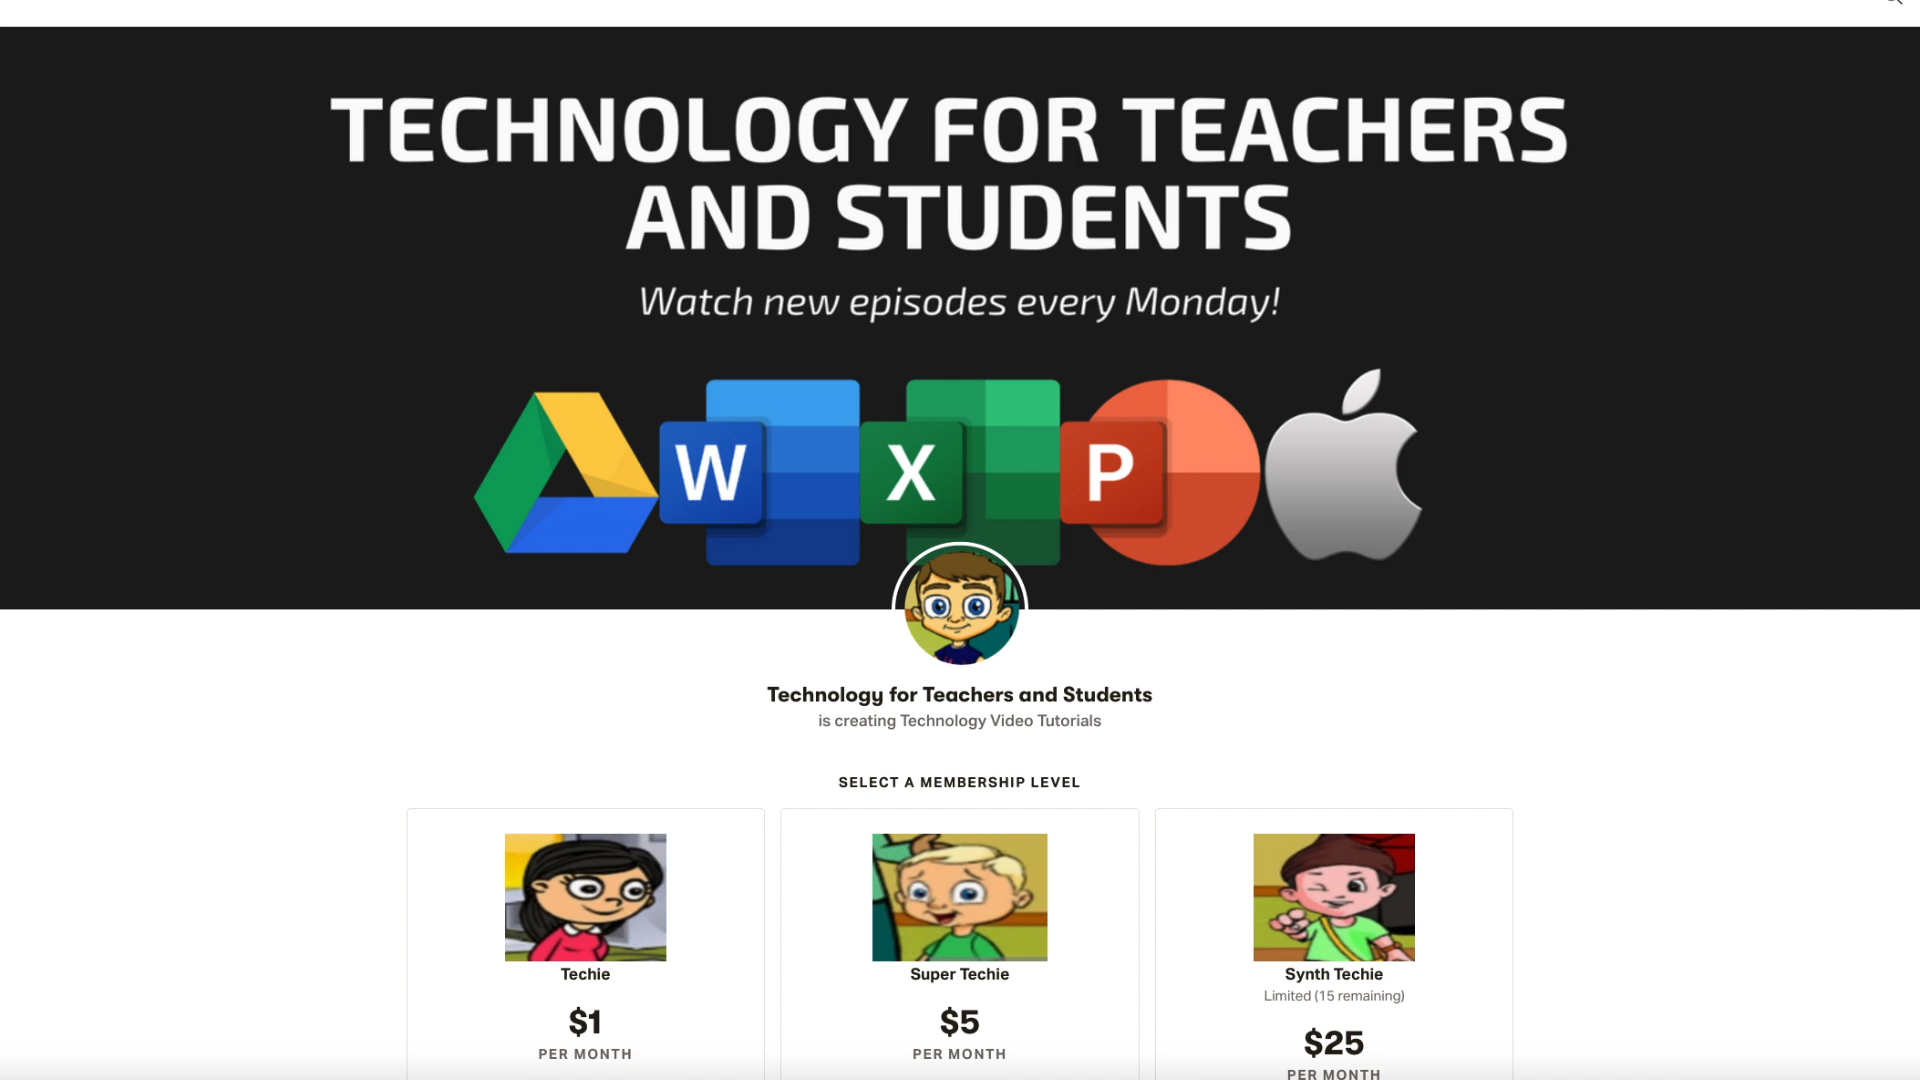 TECHNOLOGY FOR TEACHERS
AND STUDENTS
Watch new episodes every Monday!
W X P
Technology for Teachers and Students
is creating Technology Video Tutorials
SELECT A MEMBERSHIP LEVEL
Techie
$1
PER MONTH
Super Techie
$5
PER MONTH
Synth Techie
Limited (15 remaining)
$25
PER MONTH